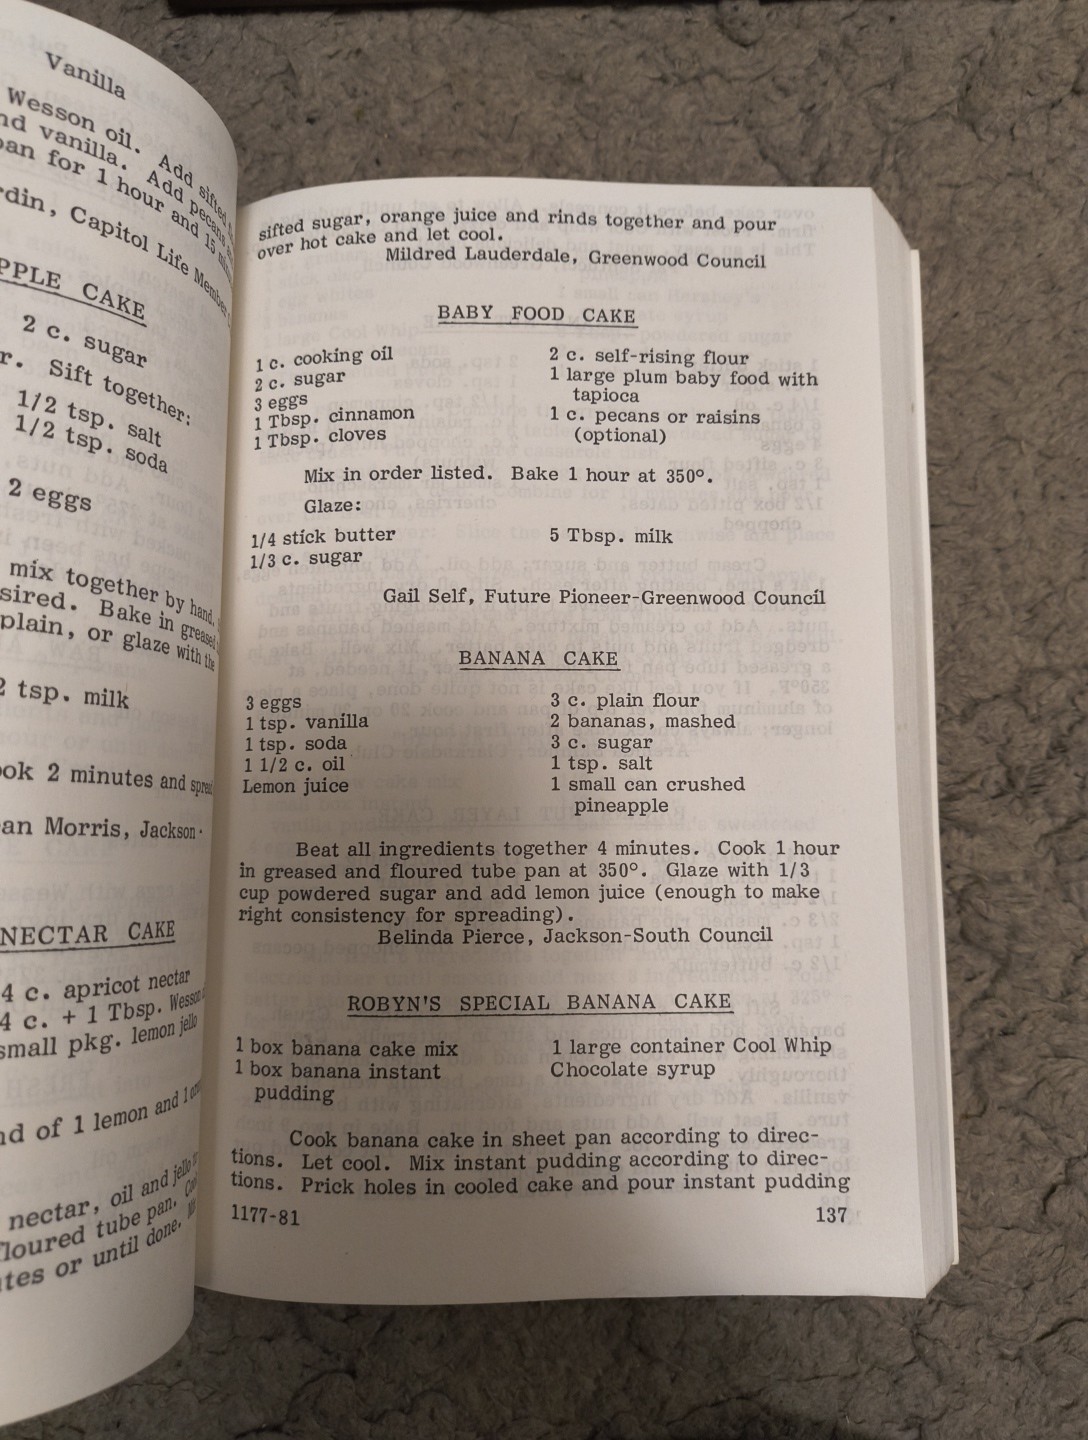 Vanilla
Wesson oil. Add sifted
nd vanilla. Add pecans,
pan for 1 hour and 15
rdin, Capitol Life Member
PPLE CAKE
2 c. sugar
r. Sift together:
1/2 tsp. salt
1/2 tsp. soda
2 eggs
mix together by hand,
sired. Bake in greased
plain, or glaze with the
2 tsp. milk
ok 2 minutes and
an Morris, Jackson-
NECTAR CAKE
4 c. apricot nectar
4 c. + 1 Tbsp. Wesson
small pkg. lemon jello
nd of 1 lemon and 1
nectar, oil and jello
floured tube pan.
tes or until done.
sifted sugar, orange juice and rinds together and pour
over hot cake and let cool.
Mildred Lauderdale, Greenwood Council
BABY FOOD CAKE
1 c. cooking oil
2 c. sugar
3 eggs
1 Tbsp. cinnamon
1 Tbsp. cloves
2 c. self-rising flour
1 large plum baby food with
tapioca
1 c. pecans or raisins
(optional)
Mix in order listed. Bake 1 hour at 350°.
Glaze:
1/4 stick butter
1/3 c. sugar
5 Tbsp. milk
Gail Self, Future Pioneer-Greenwood Council
BANANA CAKE
3 eggs
1 tsp. vanilla
1 tsp. soda
1 1/2 c. oil
Lemon juice
3 c. plain flour
2 bananas, mashed
3 c. sugar
1 tsp. salt
1 small can crushed
pineapple
Beat all ingredients together 4 minutes. Cook 1 hour
in greased and floured tube pan at 350°. Glaze with 1/3
cup powdered sugar and add lemon juice (enough to make
right consistency for spreading).
Belinda Pierce, Jackson-South Council
ROBYN'S SPECIAL BANANA CAKE
1 box banana cake mix
1 box banana instant
pudding
1 large container Cool Whip
Chocolate syrup
Cook banana cake in sheet pan according to direc-
tions. Let cool. Mix instant pudding according to direc-
tions. Prick holes in cooled cake and pour instant pudding
1177-81
137